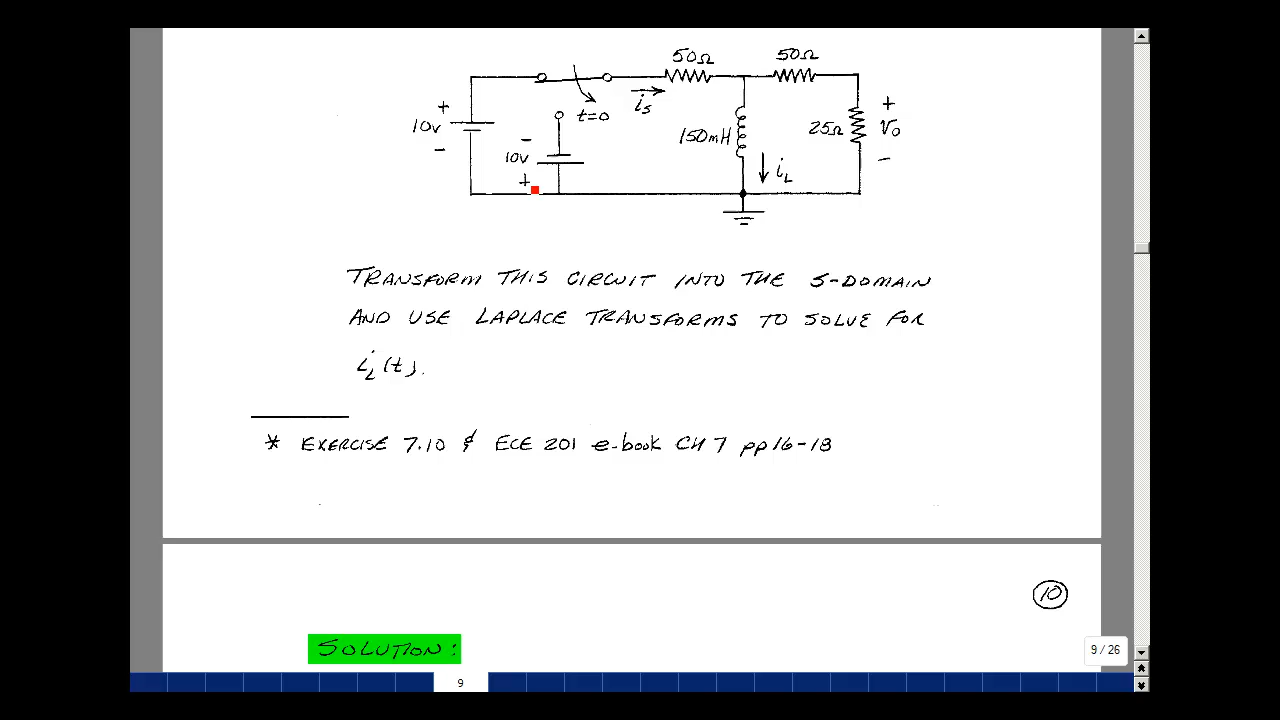 50Ω 50Ω
+ 10V −
t=0
iS
− 10V +
150mH
iL
25Ω
+ Vo −
TRANSFORM THIS CIRCUIT INTO THE S-DOMAIN
AND USE LAPLACE TRANSFORMS TO SOLVE FOR
iL(t).
* EXERCISE 7.10 & ECE 201 e-book CH 7 pp 16-18
10
SOLUTION:
9 / 26
9